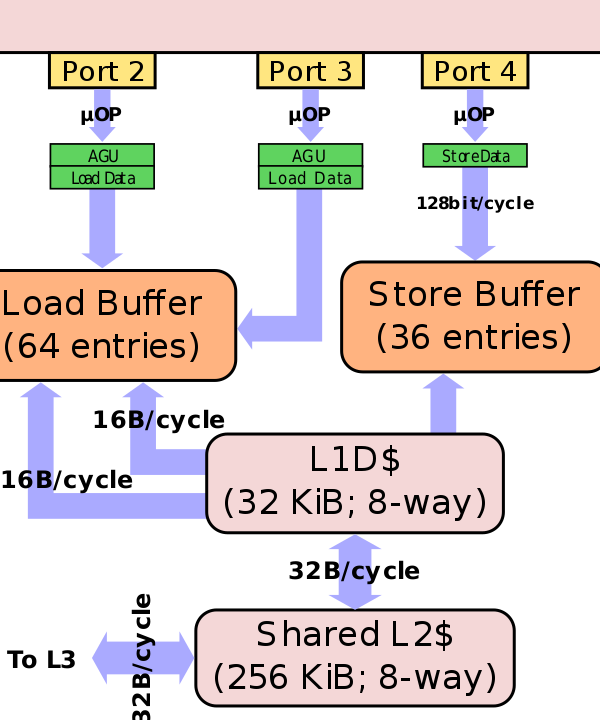 Port 2
Port 3
Port 4
µOP
µOP
µOP
AGU
Load Data
AGU
Load Data
StoreData
128bit/cycle
Load Buffer
(64 entries)
Store Buffer
(36 entries)
16B/cycle
16B/cycle
L1D$
(32 KiB; 8-way)
32B/cycle
Shared L2$
(256 KiB; 8-way)
To L3
32B/cycle